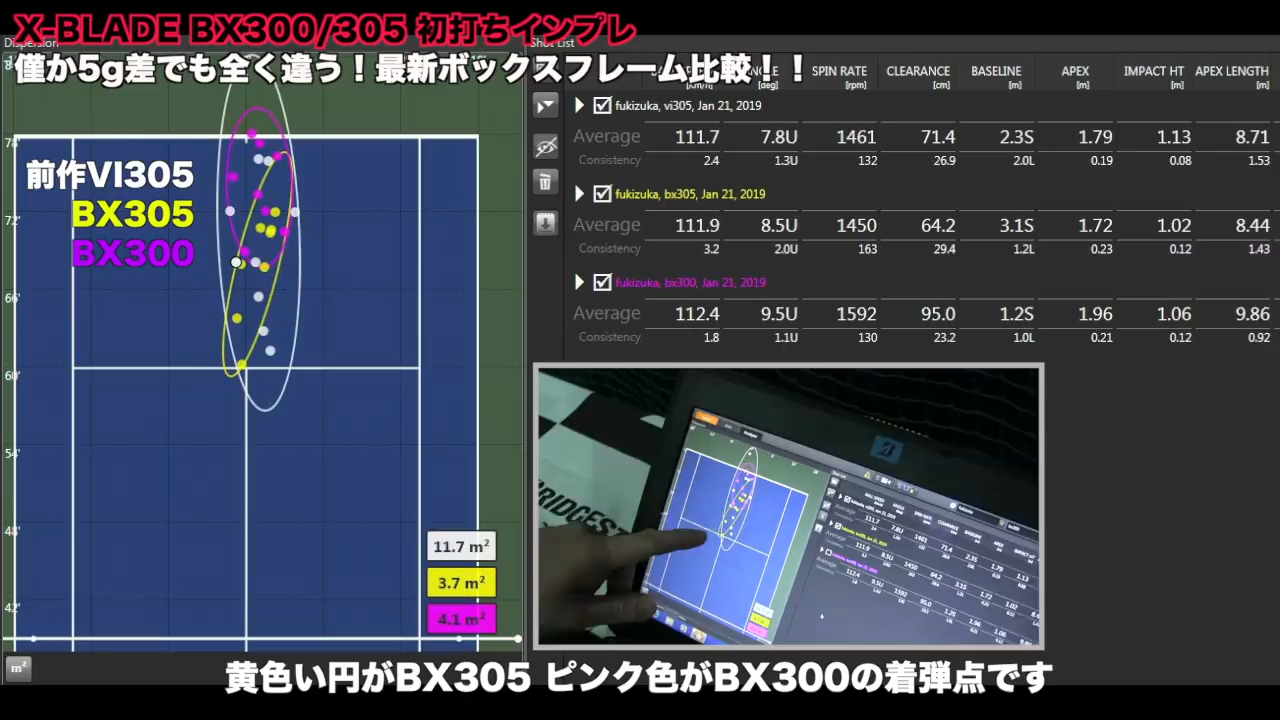 X-BLADE BX300/305 初打ちインプレ
僅か5g差でも全く違う！最新ボックスフレーム比較！！
Dispersion
Shot List
SPIN RATE [rpm]
CLEARANCE [cm]
BASELINE [m]
APEX [m]
IMPACT HT [m]
APEX LENGTH [m]
[deg]
fukizuka, vi305, Jan 21, 2019
Average 111.7 7.8U 1461 71.4 2.3S 1.79 1.13 8.71
Consistency 2.4 1.3U 132 26.9 2.0L 0.19 0.08 1.53
fukizuka, bx305, Jan 21, 2019
Average 111.9 8.5U 1450 64.2 3.1S 1.72 1.02 8.44
Consistency 3.2 2.0U 163 29.4 1.2L 0.23 0.12 1.43
fukizuka, bx300, Jan 21, 2019
Average 112.4 9.5U 1592 95.0 1.2S 1.96 1.06 9.86
Consistency 1.8 1.1U 130 23.2 1.0L 0.21 0.12 0.92
78'
72'
66'
60'
54'
48'
42'
前作VI305
BX305
BX300
11.7 m²
3.7 m²
4.1 m²
m²
BRIDGEST
黄色い円がBX305 ピンク色がBX300の着弾点です